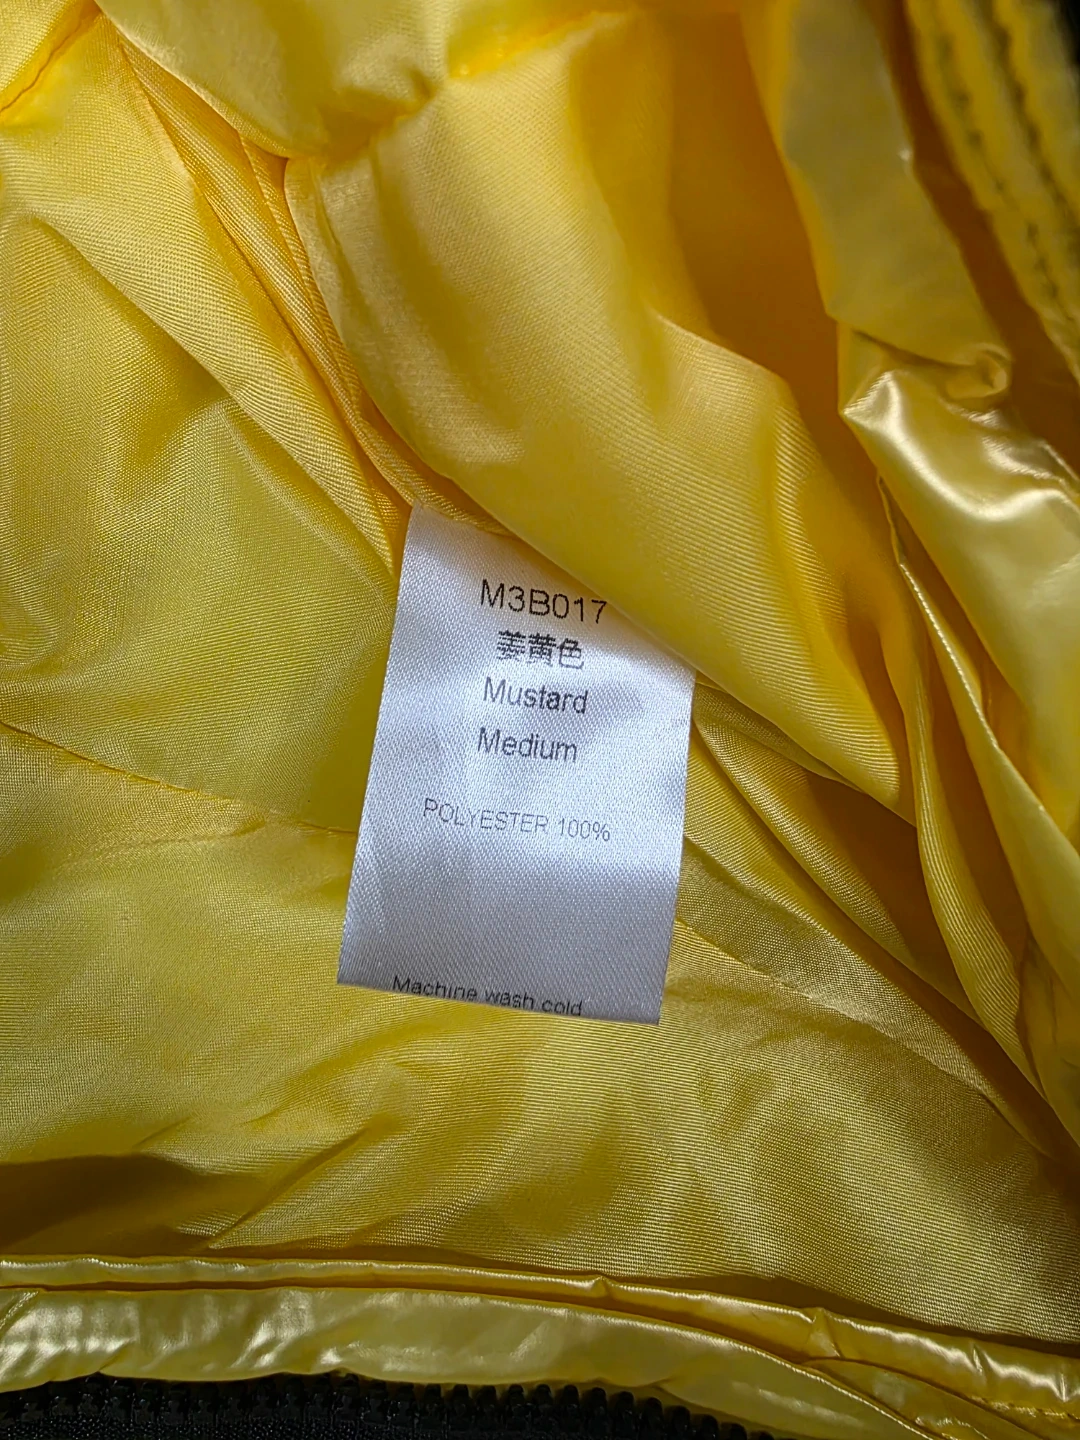 M3B017
姜黄色
Mustard
Medium
POLYESTER 100%
Machine wash cold